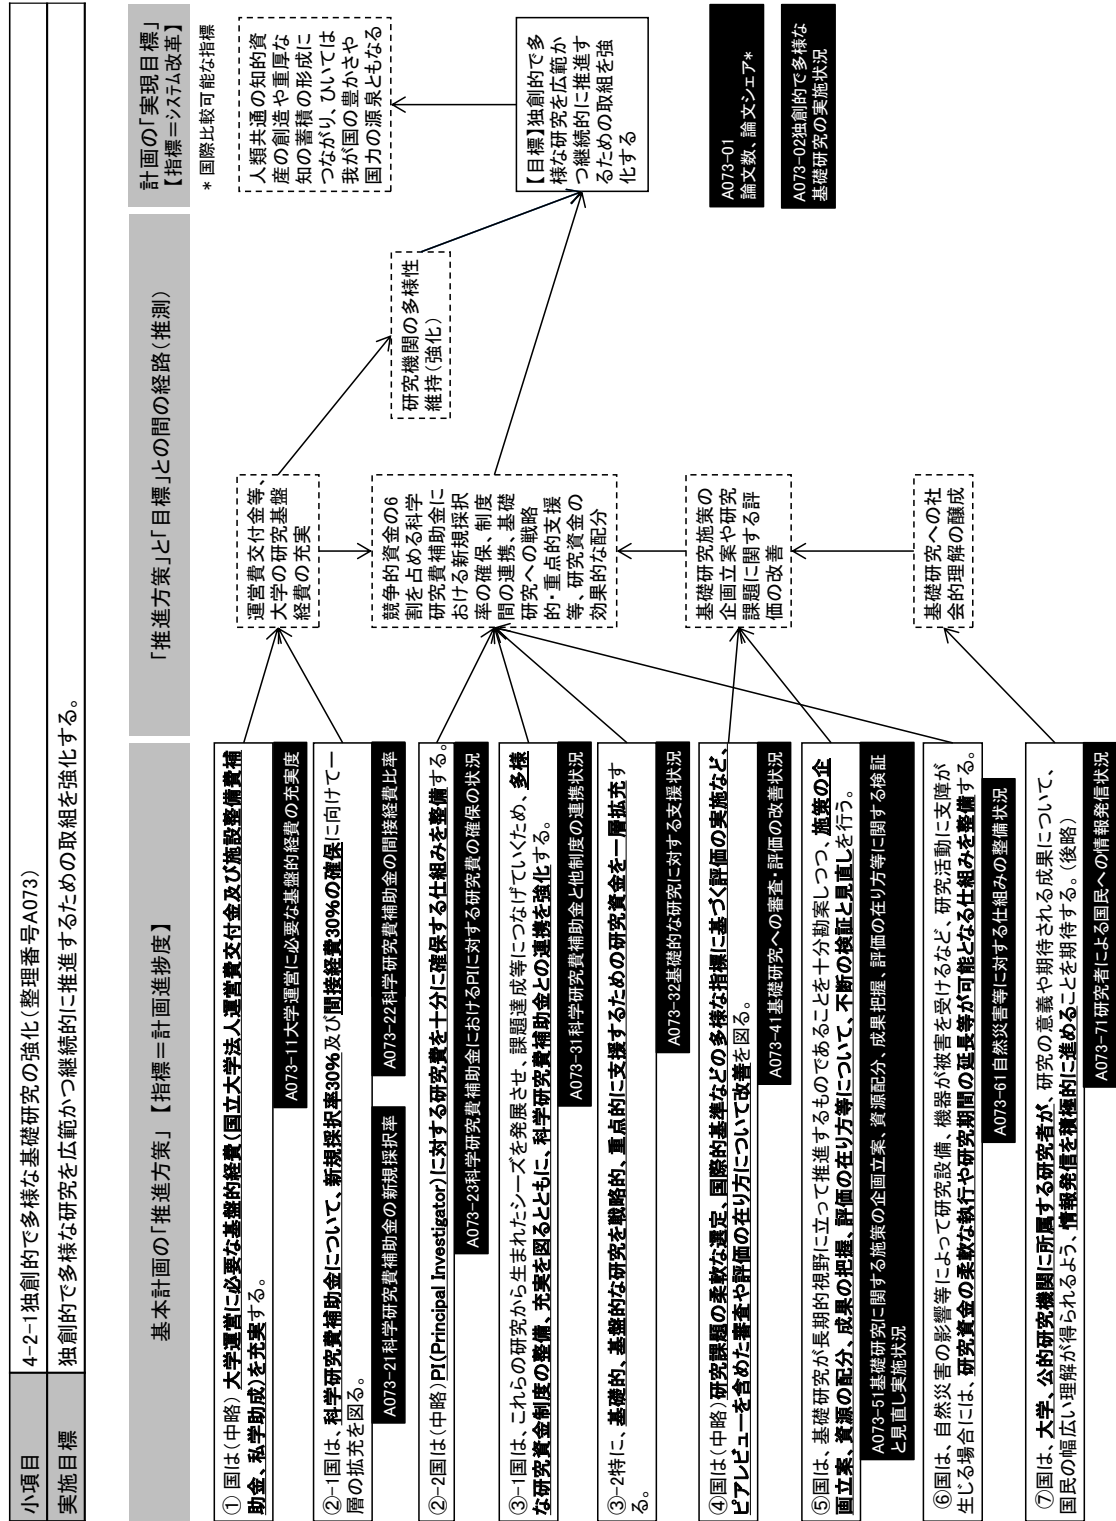 小項目
4-2-1独創的で多様な基礎研究の強化(整理番号A073)
実施目標
独創的で多様な研究を広範かつ継続的に推進するための取組を強化する。
基本計画の「推進方策」【指標=計画進捗度】
①国は(中略)大学運営に必要な基盤的経費(国立大学法人運営費交付金及び施設整備費補
助金、私学助成)を充実する。
A073-11大学運営に必要な基盤的経費の充実度
②-1国は、科学研究費補助金について、新規採択率30%及び間接経費30%の確保に向けて一
層の拡充を図る。
A073-21科学研究費補助金の新規採択率
A073-22科学研究費補助金の間接経費比率
②-2国は(中略)PI(Principal Investigator)に対する研究費を十分に確保する仕組みを整備する。
A073-23科学研究費補助金におけるPIに対する研究費の確保の状況
③-1国は、これらの研究から生まれたシーズを発展させ、課題達成等につなげていくため、多様
な研究資金制度の整備、充実を図るとともに、科学研究費補助金との連携を強化する。
A073-31科学研究費補助金と他制度の連携状況
③-2特に、基礎的、基盤的な研究を戦略的、重点的に支援するための研究資金を一層拡充す
る。
A073-32基礎的な研究に対する支援状況
④国は(中略)研究課題の柔軟な選定、国際的基準などの多様な指標に基づく評価の実施など、
ピアレビューを含めた審査や評価の在り方について改善を図る。
A073-41基礎研究への審査・評価の改善状況
⑤国は、基礎研究が長期的視野に立って推進するものであることを十分勘案しつつ、施策の企
画立案、資源の配分、成果の把握、評価の在り方等について、不断の検証と見直しを行う。
A073-51基礎研究に関する施策の企画立案、資源配分、成果把握、評価の在り方等に関する検証
と見直し実施状況
⑥国は、自然災害の影響等によって研究設備、機器が被害を受けるなど、研究活動に支障が
生じる場合には、研究資金の柔軟な執行や研究期間の延長等が可能となる仕組みを整備する。
A073-61自然災害等に対する仕組みの整備状況
⑦国は、大学、公的研究機関に所属する研究者が、研究の意義や期待される成果について、
国民の幅広い理解が得られるよう、情報発信を積極的に進めることを期待する。(後略)
A073-71研究者による国民への情報発信状況
「推進方策」と「目標」との間の経路(推測)
運営費交付金等、
大学の研究基盤
経費の充実
競争的資金の6
割を占める科学
研究費補助金に
おける新規採択
率の確保、制度
間の連携、基礎
研究への戦略
的・重点的支援
等、研究資金の
効果的な配分
基礎研究施策の
企画立案や研究
課題に関する評
価の改善
基礎研究への社
会的理解の醸成
研究機関の多様性
維持(強化)
計画の「実現目標」
【指標=システム改革】
* 国際比較可能な指標
人類共通の知的資
産の創造や重厚な
知の蓄積の形成に
つながり、ひいては
我が国の豊かさや
国力の源泉ともなる
【目標】独創的で多
様な研究を広範か
つ継続的に推進す
るための取組を強
化する
A073-01
論文数、論文シェア*
A073-02独創的で多様な
基礎研究の実施状況